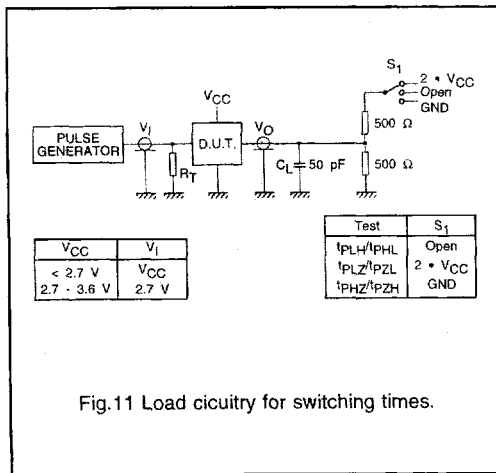 S1
2 • VCC
Open
GND
VCC
VI
VO
500 Ω
PULSE
GENERATOR
D.U.T.
RT
CL
50 pF
500 Ω
VCC VI
< 2.7 V VCC
2.7 - 3.6 V 2.7 V
Test S1
tPLH/tPHL Open
tPLZ/tPZL 2 • VCC
tPHZ/tPZH GND
Fig.11 Load cicuitry for switching times.